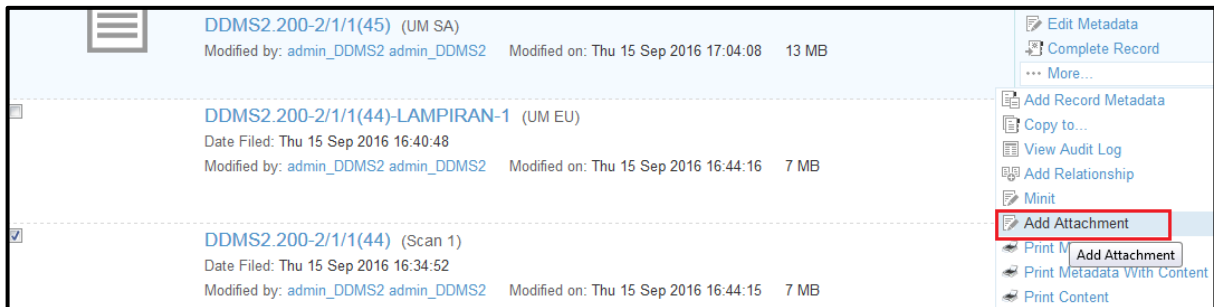 DDMS2.200-2/1/1(45) (UM SA)
Modified by: admin_DDMS2 admin_DDMS2 Modified on: Thu 15 Sep 2016 17:04:08 13 MB
DDMS2.200-2/1/1(44)-LAMPIRAN-1 (UM EU)
Date Filed: Thu 15 Sep 2016 16:40:48
Modified by: admin_DDMS2 admin_DDMS2 Modified on: Thu 15 Sep 2016 16:44:16 7 MB
DDMS2.200-2/1/1(44) (Scan 1)
Date Filed: Thu 15 Sep 2016 16:34:52
Modified by: admin_DDMS2 admin_DDMS2 Modified on: Thu 15 Sep 2016 16:44:15 7 MB
Edit Metadata
Complete Record
More...
Add Record Metadata
Copy to...
View Audit Log
Add Relationship
Minit
Add Attachment
Print
Add Attachment
Print Metadata With Content
Print Content